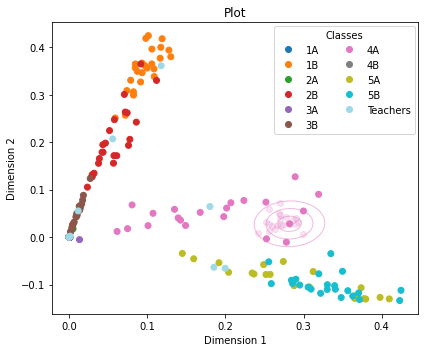 Plot
Classes
1A
1B
2A
2B
3A
3B
4A
4B
5A
5B
Teachers
0.4
0.3
0.2
0.1
0.0
−0.1
Dimension 2
0.0
0.1
0.2
0.3
0.4
Dimension 1